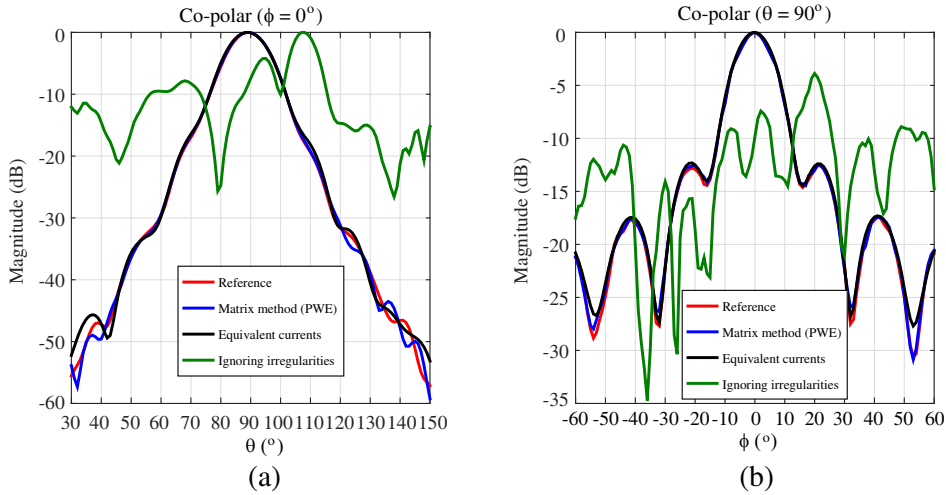 Co-polar (ϕ = 0°)
0
-10
-20
-30
-40
-50
-60
Magnitude (dB)
Reference
Matrix method (PWE)
Equivalent currents
Ignoring irregularities
30 40 50 60 70 80 90 100 110 120 130 140 150
θ (°)
(a)
Co-polar (θ = 90°)
0
-5
-10
-15
-20
-25
-30
-35
Magnitude (dB)
Reference
Matrix method (PWE)
Equivalent currents
Ignoring irregularities
-60 -50 -40 -30 -20 -10 0 10 20 30 40 50 60
ϕ (°)
(b)